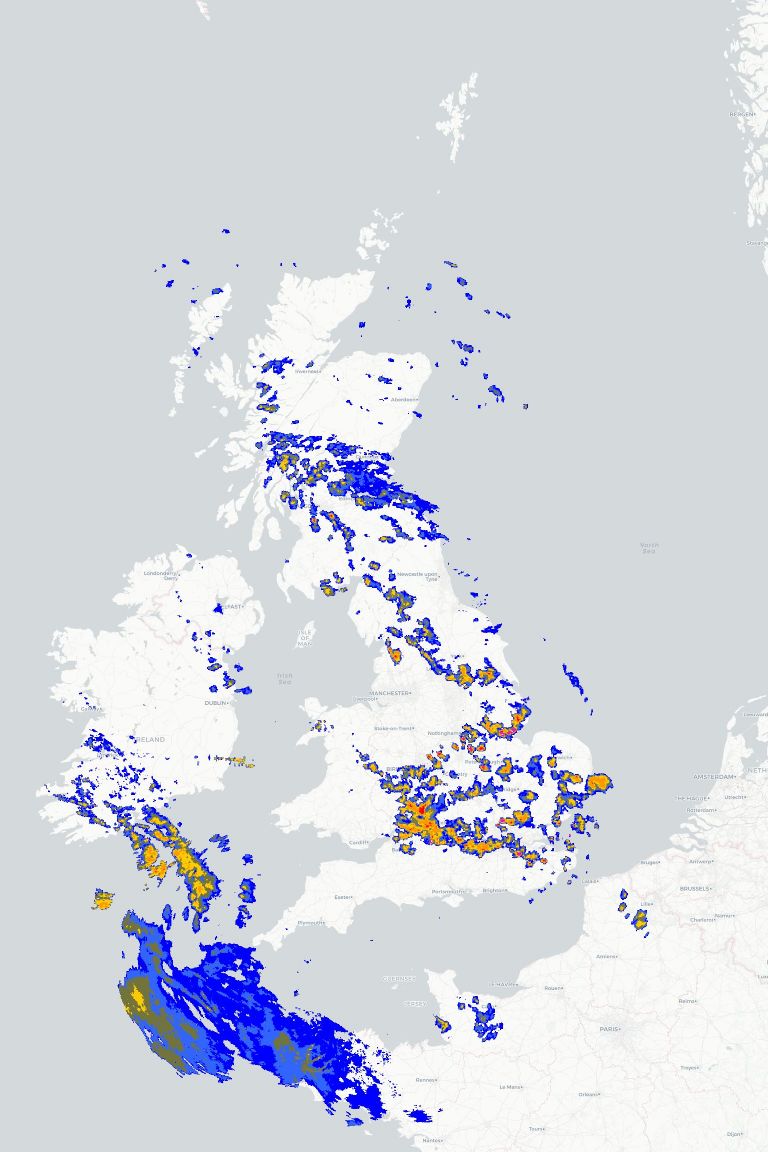 BERGEN
Inverness
Aberdeen
North
Sea
Londonderry/
Derry
Newcastle upon
Tyne
ISLE
OF
MAN
Irish
Sea
MANCHESTER
Liverpool
DUBLIN
Galway
IRELAND
Stoke-on-Trent
Nottingham
AMSTERDAM
THE HAGUE
Utrecht
Rotterdam
Cardiff
Bruges
Antwerp
Calais
BRUSSELS
Exeter
Portsmouth
Brighton
Lille
Namur
Charleroi
Plymouth
Amiens
GUERNSEY
LE HAVRE
Rouen
JERSEY
Reims
PARIS
Troyes
Rennes
Le Mans
Orléans
Tours
Dijon
Nantes